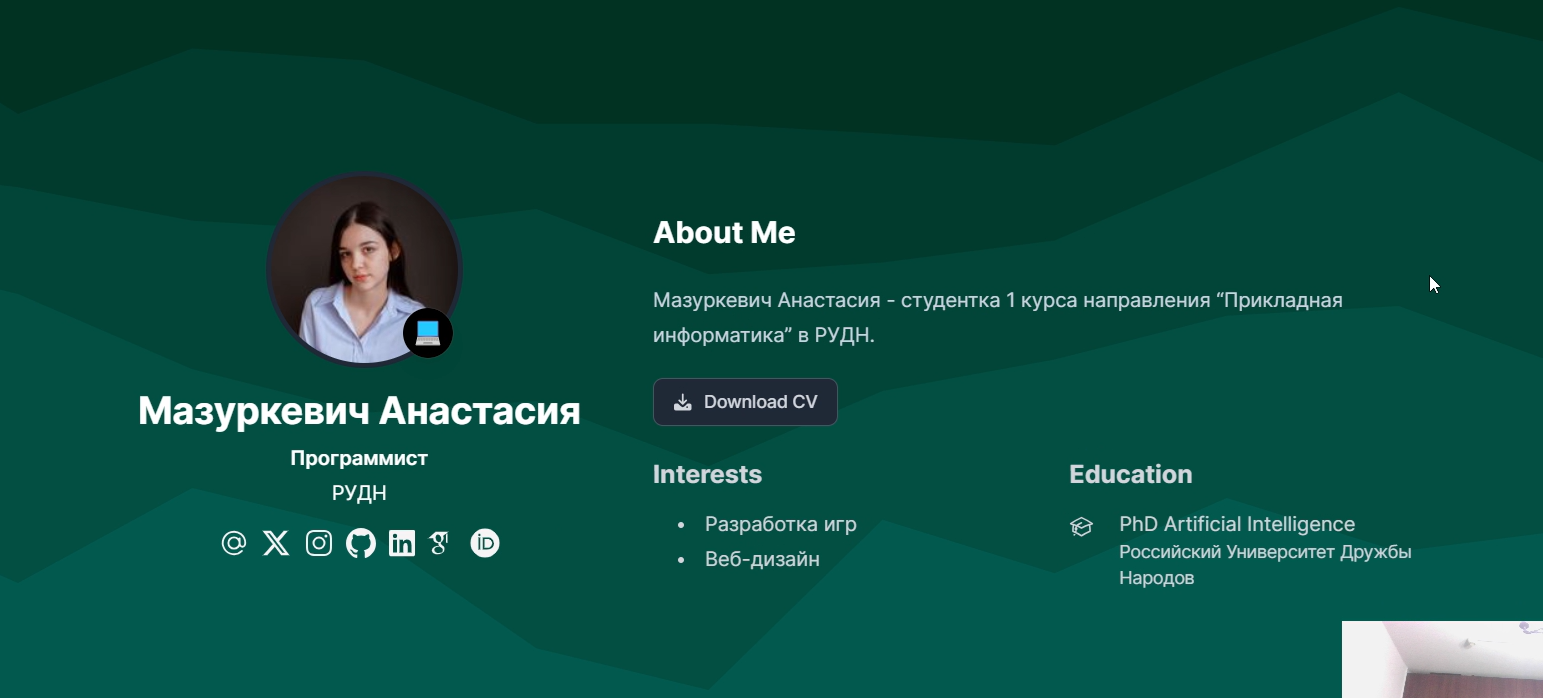 Мазуркевич Анастасия
Программист
РУДН
About Me
Мазуркевич Анастасия - студентка 1 курса направления “Прикладная
информатика” в РУДН.
Download CV
Interests
Разработка игр
Веб-дизайн
Education
PhD Artificial Intelligence
Российский Университет Дружбы
Народов